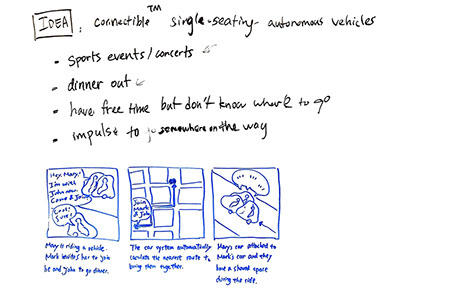 IDEA : connectible™ single-seating autonomous vehicles
• sports events/concerts
• dinner out
• have free time but don't know where to go
• impulse to go somewhere on the way
Hey, Mary!
I'm with
John now.
Come & Join!
Cool!
Sure!
Join
Mark
& John
Mary is riding a vehicle.
Mark invites her to join
he and John to go dinner.
The car system automatically
calculate the nearest route to
bring them together.
Mary's car attached to
Mark's car and they
have a shared space
during the ride.